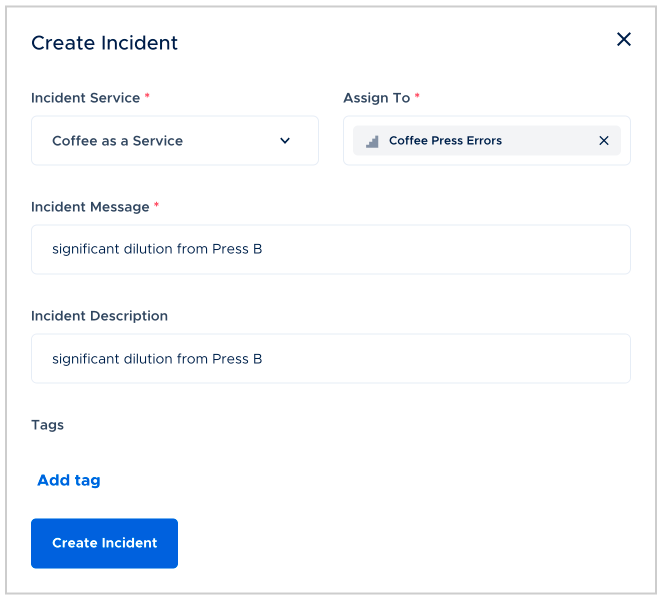 Create Incident
Incident Service *
Assign To *
Coffee as a Service
Coffee Press Errors
Incident Message *
significant dilution from Press B
Incident Description
significant dilution from Press B
Tags
Add tag
Create Incident